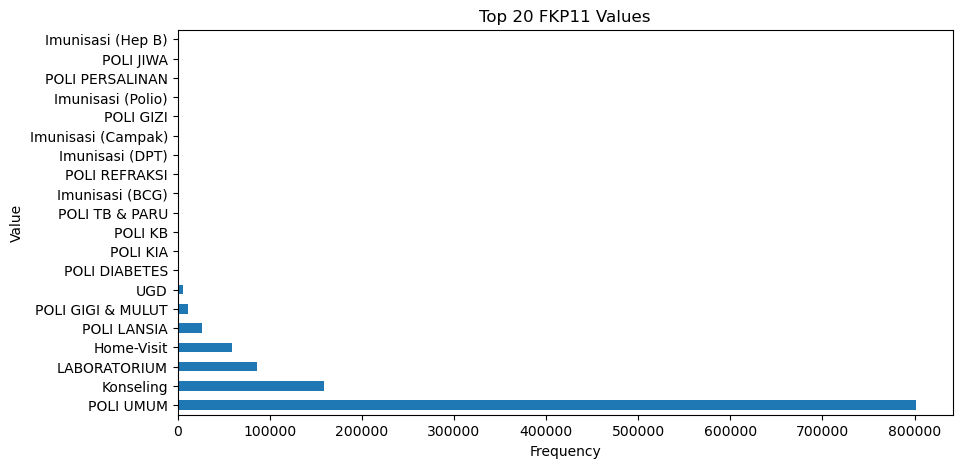 Top 20 FKP11 Values
Imunisasi (Hep B)
POLI JIWA
POLI PERSALINAN
Imunisasi (Polio)
POLI GIZI
Imunisasi (Campak)
Imunisasi (DPT)
POLI REFRAKSI
Imunisasi (BCG)
POLI TB & PARU
POLI KB
POLI KIA
POLI DIABETES
UGD
POLI GIGI & MULUT
POLI LANSIA
Home-Visit
LABORATORIUM
Konseling
POLI UMUM
Value
0 100000 200000 300000 400000 500000 600000 700000 800000
Frequency